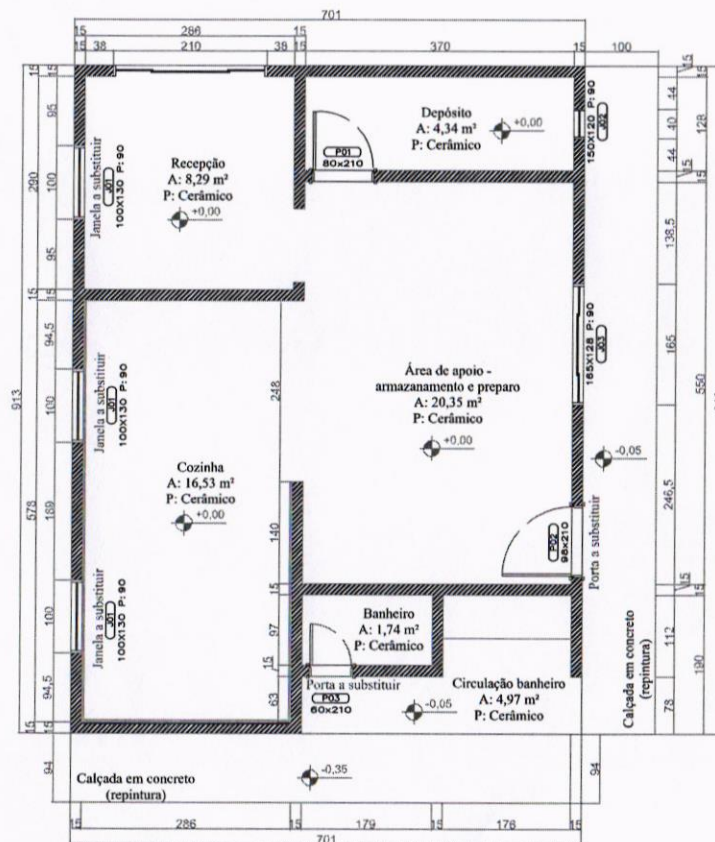 701
15 286 15
15 38 210 38 15 370 15 100
Depósito
A: 4,34 m²
P: Cerâmico
+0,00
P01
80x210
150X120 P: 90
J02
Recepção
A: 8,29 m²
P: Cerâmico
+0,00
Janela a substituir
J01
100X130 P: 90
15
95
290
100
95
15
15
44
40
128
44
15
138,5
Área de apoio -
armazanamento e preparo
A: 20,35 m²
P: Cerâmico
+0,00
165X128 P: 90
J03
165
550
246,5
-0,05
248
94,5
913
100
Janela a substituir
J01
100X130 P: 90
Cozinha
A: 16,53 m²
P: Cerâmico
+0,00
578
189
140
P02
98x210
Porta a substituir
Janela a substituir
J01
100X130 P: 90
100
94,5
15
15
97
15
63
Banheiro
A: 1,74 m²
P: Cerâmico
Porta a substituir
P03
60x210
Circulação banheiro
A: 4,97 m²
P: Cerâmico
-0,05
Calçada em concreto
(repintura)
15
112
190
78
94
Calçada em concreto
(repintura)
-0,35
94
15 286 15 179 15 176 15
701